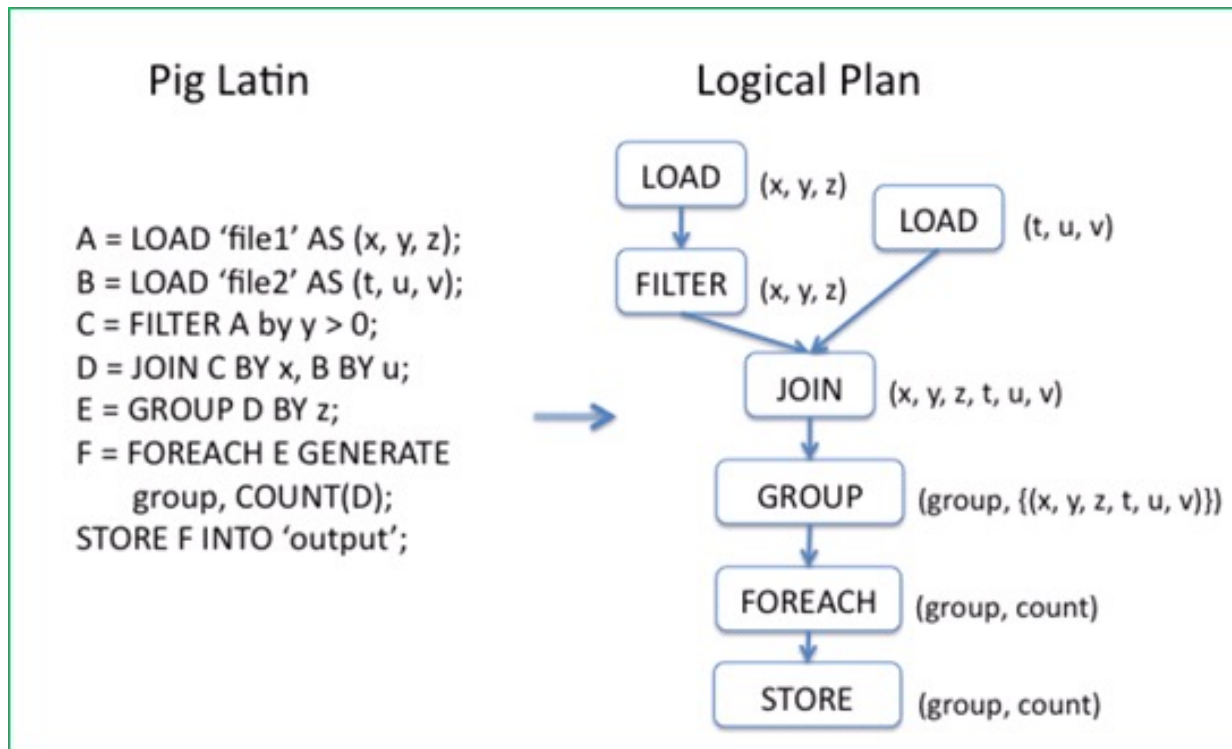 Pig Latin
A = LOAD ‘file1’ AS (x, y, z);
B = LOAD ‘file2’ AS (t, u, v);
C = FILTER A by y > 0;
D = JOIN C BY x, B BY u;
E = GROUP D BY z;
F = FOREACH E GENERATE
group, COUNT(D);
STORE F INTO ‘output’;
Logical Plan
LOAD (x, y, z)
LOAD (t, u, v)
FILTER (x, y, z)
JOIN (x, y, z, t, u, v)
GROUP (group, {(x, y, z, t, u, v)})
FOREACH (group, count)
STORE (group, count)